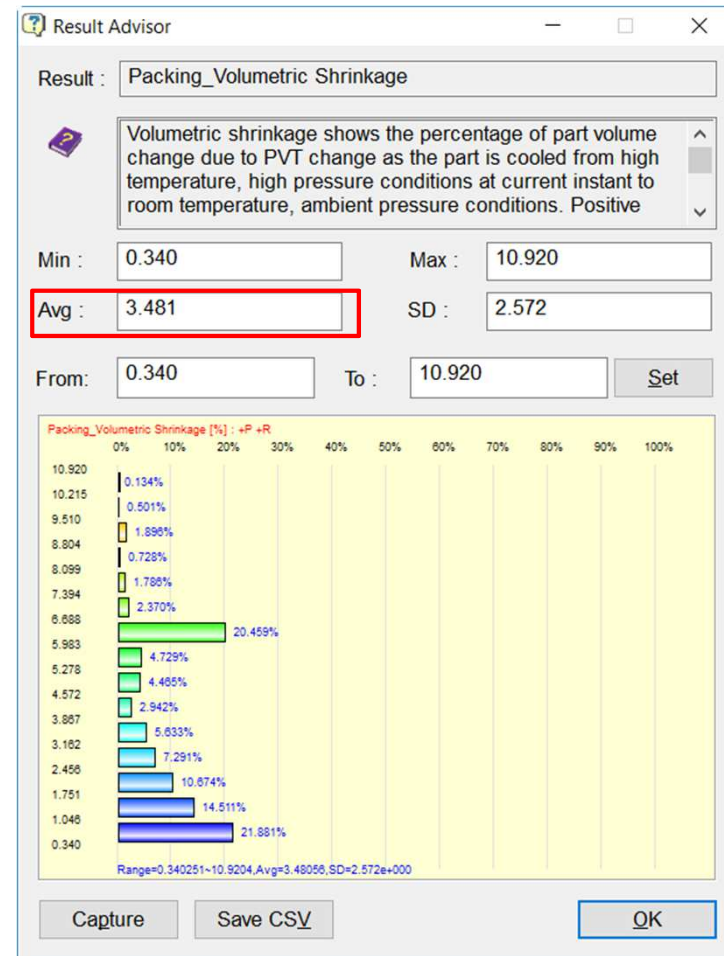 Result Advisor
Result : Packing_Volumetric Shrinkage
Volumetric shrinkage shows the percentage of part volume
change due to PVT change as the part is cooled from high
temperature, high pressure conditions at current instant to
room temperature, ambient pressure conditions. Positive
Min : 0.340 Max : 10.920
Avg : 3.481 SD : 2.572
From: 0.340 To : 10.920 Set
Packing_Volumetric Shrinkage [%] : +P +R
0% 10% 20% 30% 40% 50% 60% 70% 80% 90% 100%
10.920
0.134%
10.215
0.501%
9.510
1.896%
8.804
0.728%
8.099
1.786%
7.394
2.370%
6.688
20.459%
5.983
4.729%
5.278
4.465%
4.572
2.942%
3.867
5.633%
3.162
7.291%
2.456
10.674%
1.751
14.511%
1.046
21.881%
0.340
Range=0.340251~10.9204,Avg=3.48056,SD=2.572e+000
Capture Save CSV OK